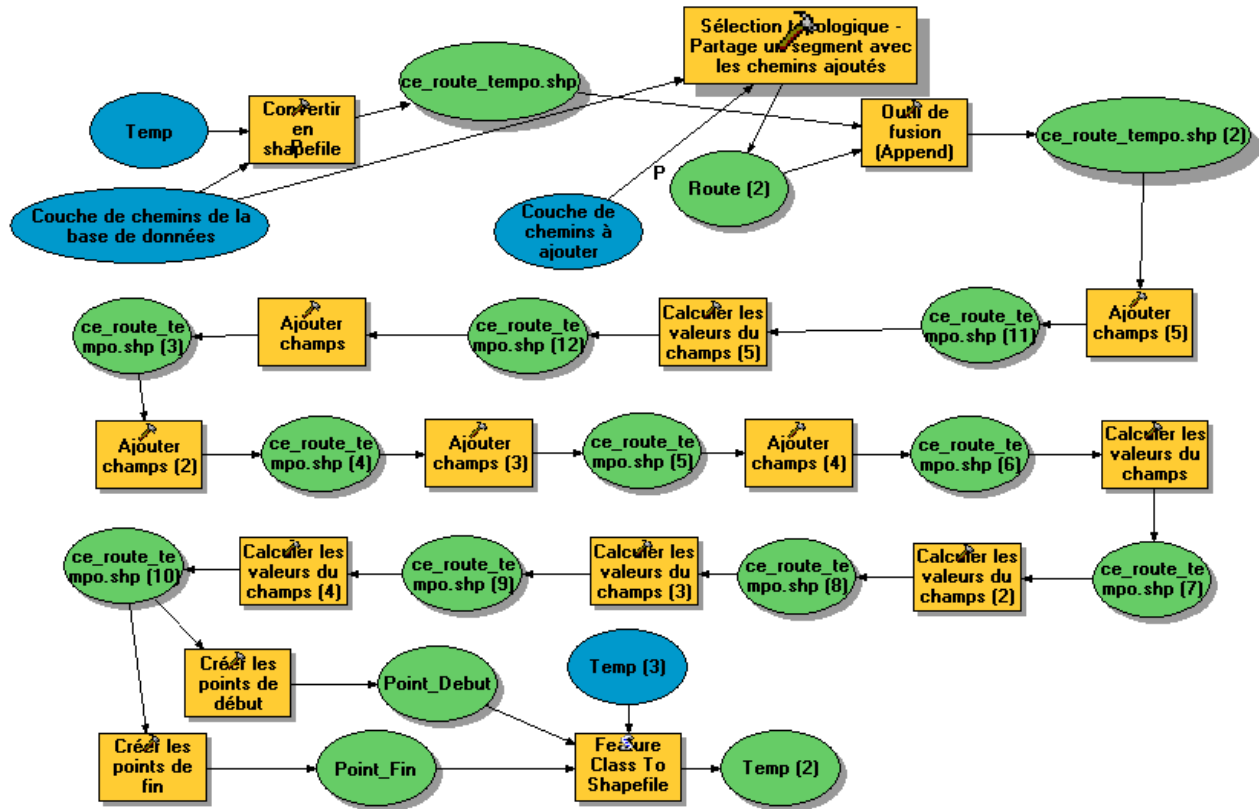 Sélection topologique -
Partage un segment avec
les chemins ajoutés
ce_route_tempo.shp
Temp
Convertir
en
shapefile
P
Outil de
fusion
(Append)
ce_route_tempo.shp (2)
Couche de chemins de la
base de données
P
Route (2)
Couche de
chemins à
ajouter
ce_route_te
mpo.shp (3)
Ajouter
champs
ce_route_te
mpo.shp (12)
Calculer les
valeurs du
champs (5)
ce_route_te
mpo.shp (11)
Ajouter
champs (5)
Ajouter
champs (2)
ce_route_te
mpo.shp (4)
Ajouter
champs (3)
ce_route_te
mpo.shp (5)
Ajouter
champs (4)
ce_route_te
mpo.shp (6)
Calculer les
valeurs du
champs
ce_route_te
mpo.shp (10)
Calculer les
valeurs du
champs (4)
ce_route_te
mpo.shp (9)
Calculer les
valeurs du
champs (3)
ce_route_te
mpo.shp (8)
Calculer les
valeurs du
champs (2)
ce_route_te
mpo.shp (7)
Créer les
points de
début
Point_Debut
Temp (3)
Créer les
points de
fin
Point_Fin
Feature
Class To
Shapefile
Temp (2)